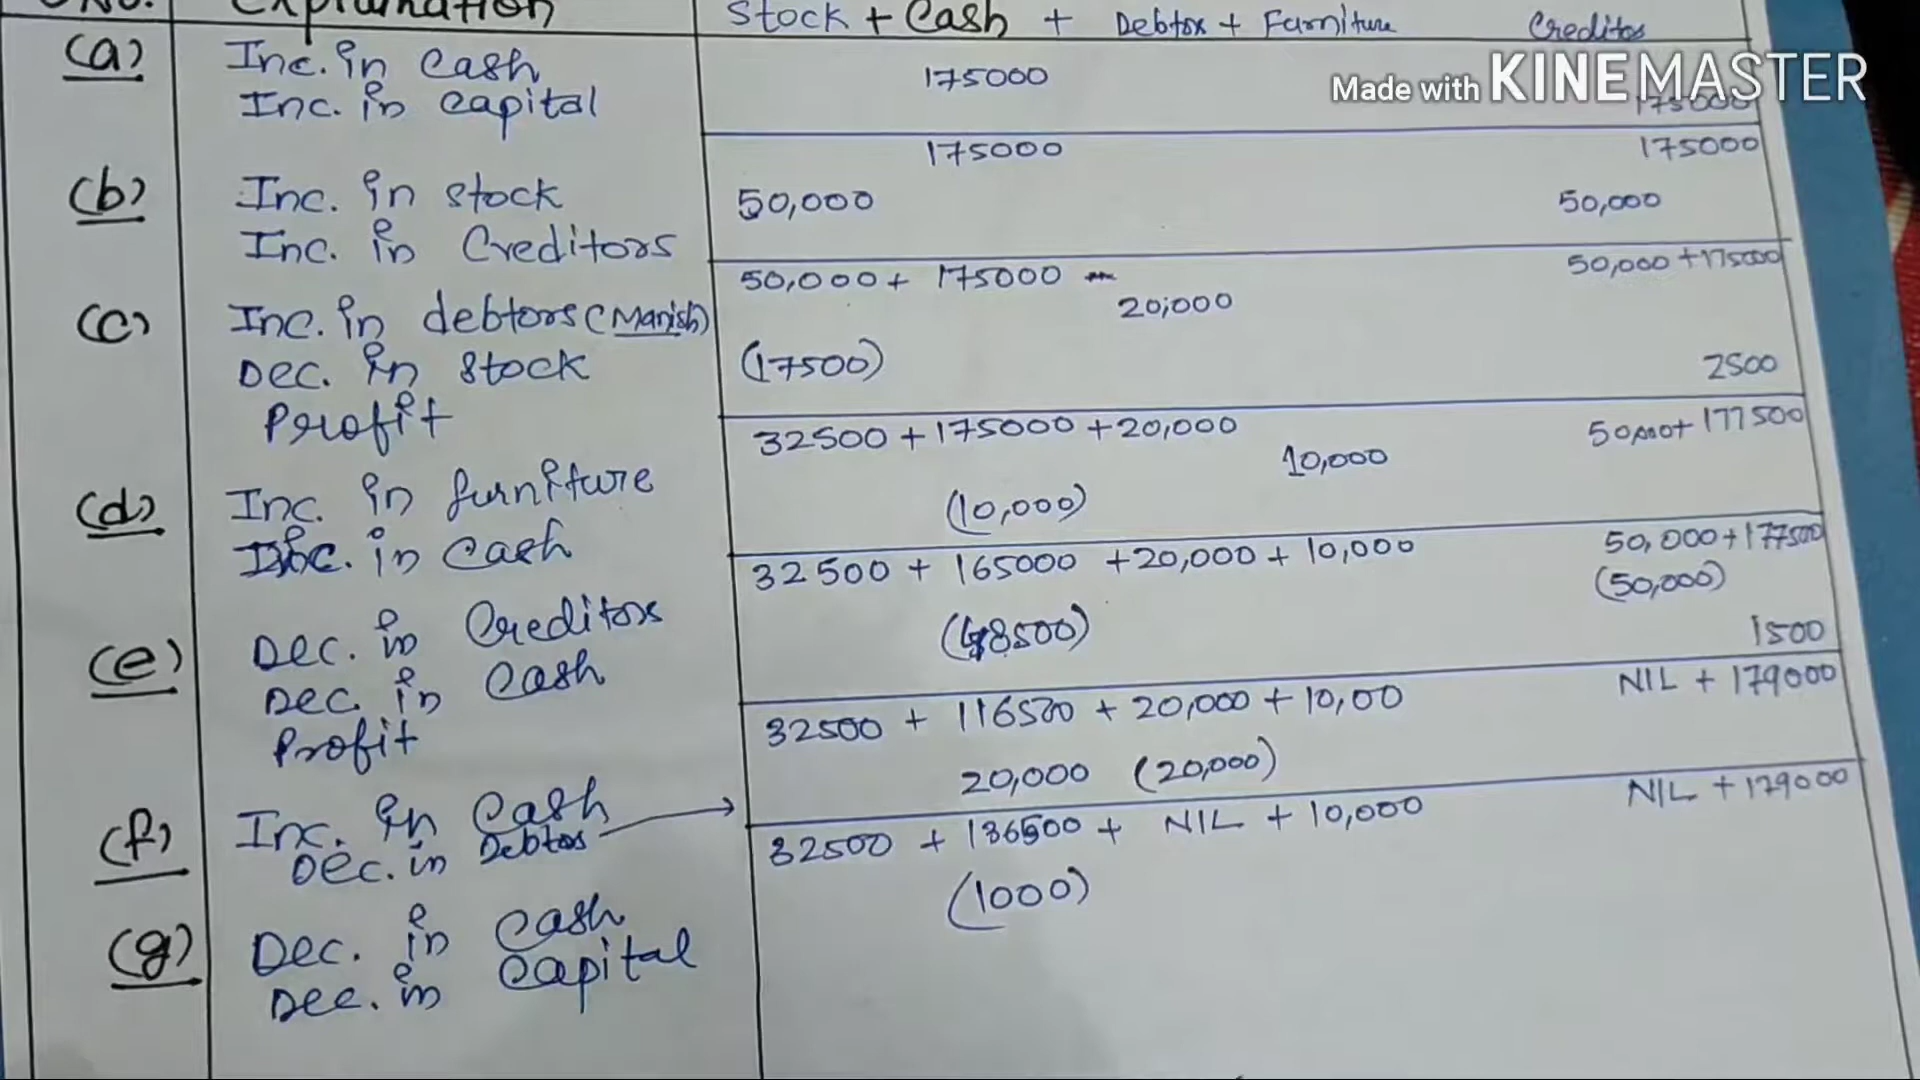 Explanation
Stock + Cash + Debtox + Furniture Creditos
(a) Inc. in Cash 175000
Made with KINEMASTER
Inc. in capital 175000
175000 175000
(b) Inc. in stock 50,000 50,000
Inc. in Creditors
50,000 + 175000 50,000 + 175000
(c) Inc. in debtors (Manish) 20,000
Dec. in stock (17500)
Profit 2500
32500 + 175000 + 20,000 50,000+ 177500
(d) Inc. in furniture 10,000
Dec. in Cash (10,000)
32500 + 165000 + 20,000 + 10,000 50,000 + 177500
(e) Dec. in Creditors (50,000)
Dec. in Cash (48500)
Profit 1500
32500 + 116500 + 20,000 + 10,00 NIL + 179000
(f) Inc. in Cash 20,000 (20,000)
Dec. in Debtos
32500 + 136500 + NIL + 10,000 NIL + 179000
(g) Dec. in Cash (1000)
Dec. in Capital